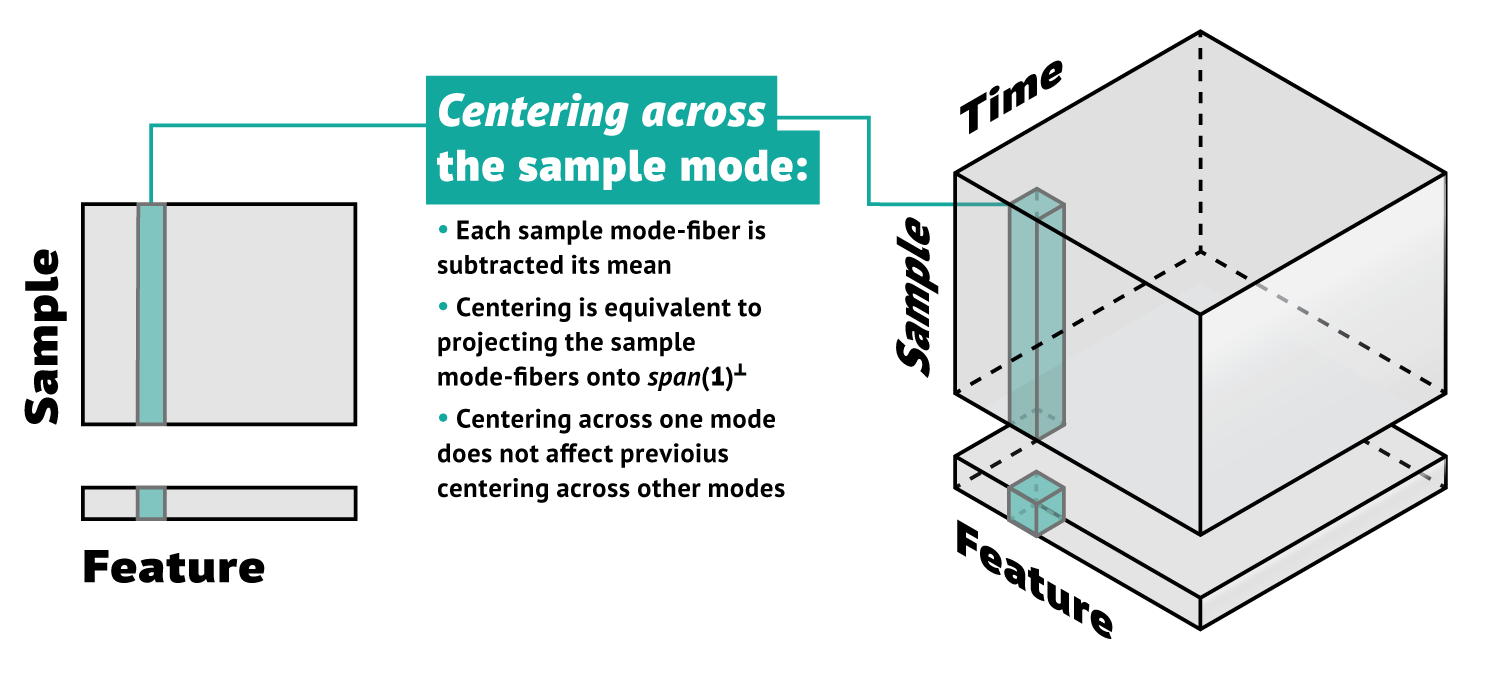 Sample
Feature
Centering across
the sample mode:
• Each sample mode-fiber is
subtracted its mean
• Centering is equivalent to
projecting the sample
mode-fibers onto span(1)⊥
• Centering across one mode
does not affect previoius
centering across other modes
Time
Sample
Feature